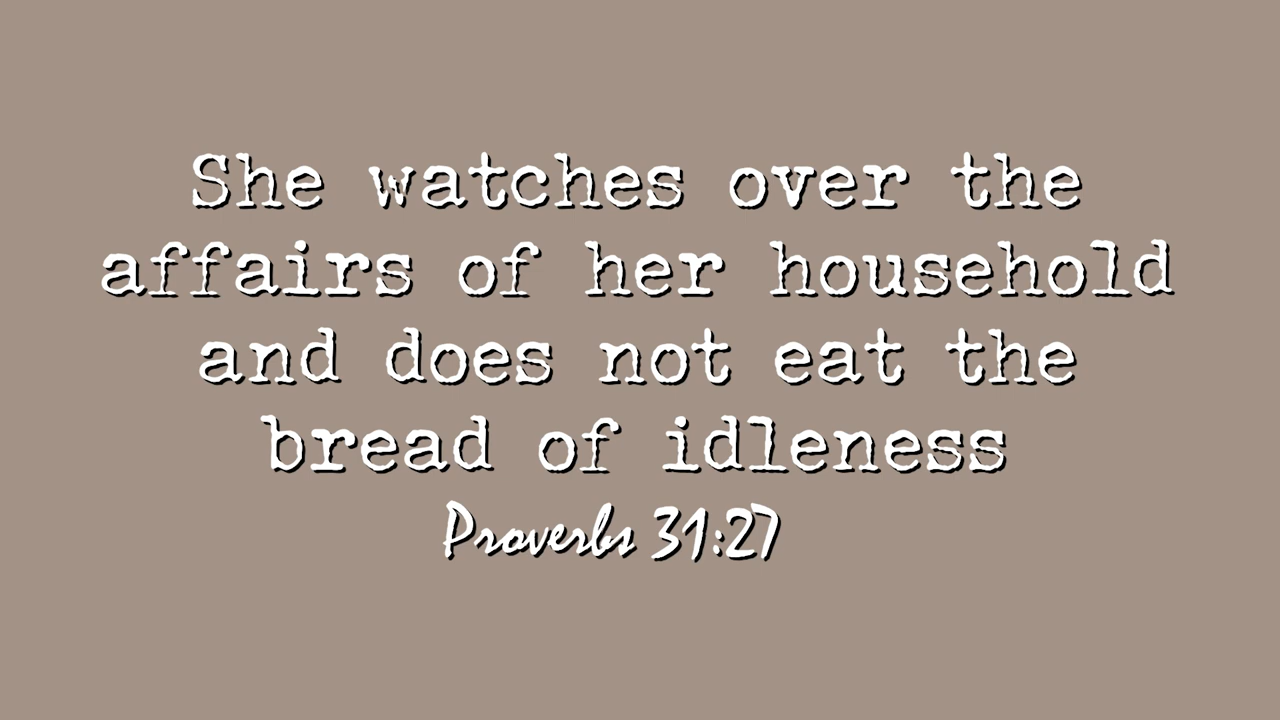 She watches over the
affairs of her household
and does not eat the
bread of idleness
Proverbs 31:27